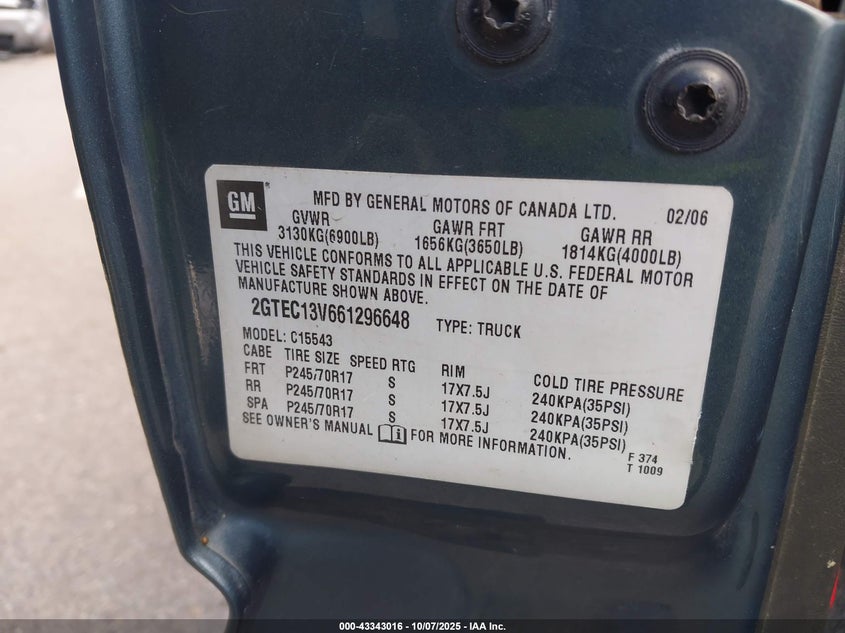 GM
MFD BY GENERAL MOTORS OF CANADA LTD. 02/06
GVWR GAWR FRT GAWR RR
3130KG(6900LB) 1656KG(3650LB) 1814KG(4000LB)
THIS VEHICLE CONFORMS TO ALL APPLICABLE U.S. FEDERAL MOTOR
VEHICLE SAFETY STANDARDS IN EFFECT ON THE DATE OF
MANUFACTURE SHOWN ABOVE.
2GTEC13V661296648 TYPE: TRUCK
MODEL: C15543
CABE TIRE SIZE SPEED RTG RIM COLD TIRE PRESSURE
FRT P245/70R17 S 17X7.5J 240KPA(35PSI)
RR P245/70R17 S 17X7.5J 240KPA(35PSI)
SPA P245/70R17 S 17X7.5J 240KPA(35PSI)
SEE OWNER'S MANUAL FOR MORE INFORMATION.
F 374
T 1009
000-43343016 - 10/07/2025 - IAA Inc.